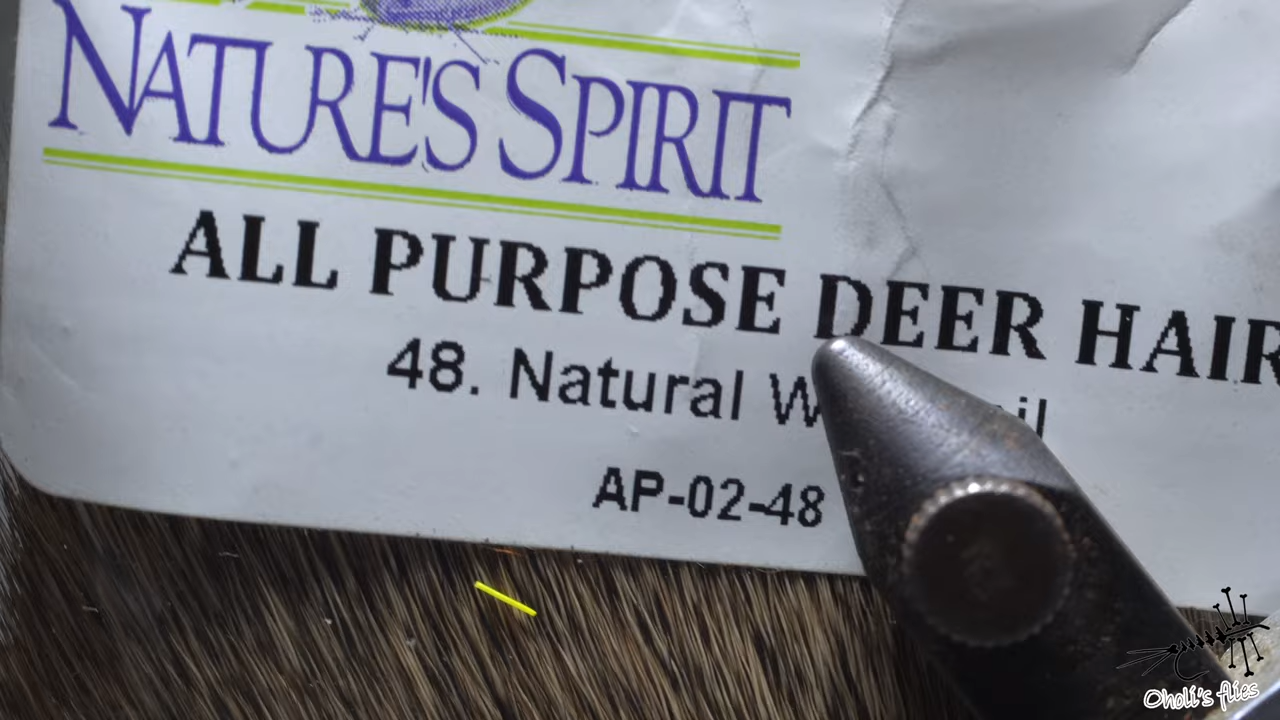 NATURE'S SPIRIT
ALL PURPOSE DEER HAIR
48. Natural
AP-02-48
Oholi's flies